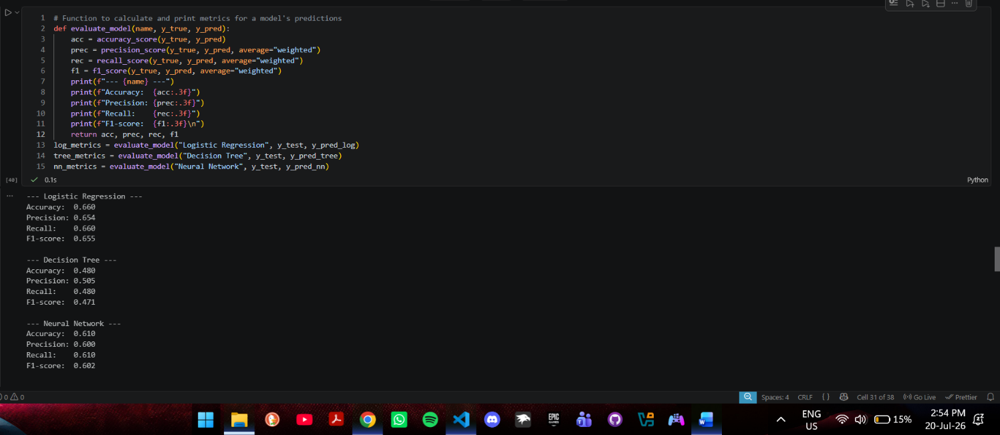 1 # Function to calculate and print metrics for a model's predictions
2 def evaluate_model(name, y_true, y_pred):
3     acc = accuracy_score(y_true, y_pred)
4     prec = precision_score(y_true, y_pred, average="weighted")
5     rec = recall_score(y_true, y_pred, average="weighted")
6     f1 = f1_score(y_true, y_pred, average="weighted")
7     print(f"--- {name} ---")
8     print(f"Accuracy:  {acc:.3f}")
9     print(f"Precision: {prec:.3f}")
10     print(f"Recall:    {rec:.3f}")
11     print(f"F1-score:  {f1:.3f}\n")
12     return acc, prec, rec, f1
13 log_metrics = evaluate_model("Logistic Regression", y_test, y_pred_log)
14 tree_metrics = evaluate_model("Decision Tree", y_test, y_pred_tree)
15 nn_metrics = evaluate_model("Neural Network", y_test, y_pred_nn)
[40] 0.1s Python
--- Logistic Regression ---
Accuracy:  0.660
Precision: 0.654
Recall:    0.660
F1-score:  0.655
--- Decision Tree ---
Accuracy:  0.480
Precision: 0.505
Recall:    0.480
F1-score:  0.471
--- Neural Network ---
Accuracy:  0.610
Precision: 0.600
Recall:    0.610
F1-score:  0.602
0 0 Spaces: 4 CRLF { } Cell 31 of 38 Go Live Prettier
EPIC GAMES
ENG 15% 2:54 PM
US 20-Jul-26